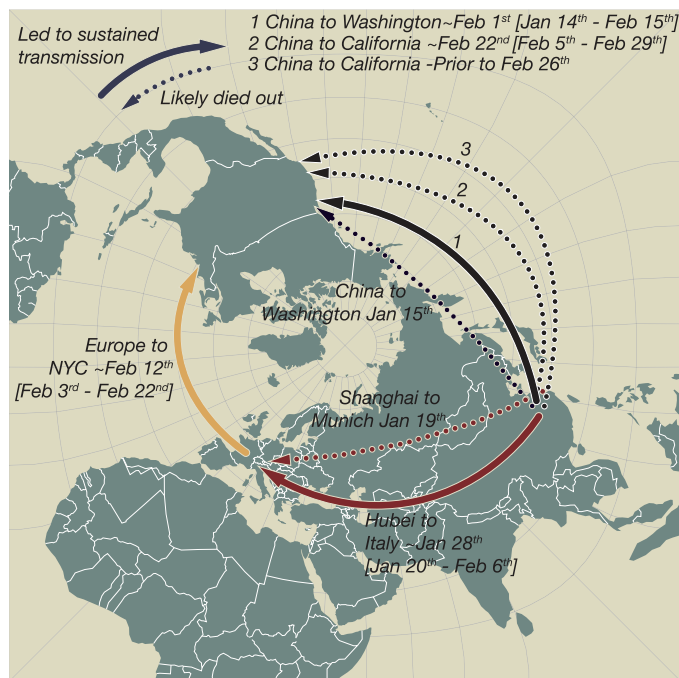 Led to sustained
transmission
1 China to Washington~Feb 1st [Jan 14th - Feb 15th]
2 China to California ~Feb 22nd [Feb 5th - Feb 29th]
3 China to California -Prior to Feb 26th
Likely died out
3
2
1
China to
Washington Jan 15th
Europe to
NYC ~Feb 12th
[Feb 3rd - Feb 22nd]
Shanghai to
Munich Jan 19th
Hubei to
Italy ~Jan 28th
[Jan 20th - Feb 6th]